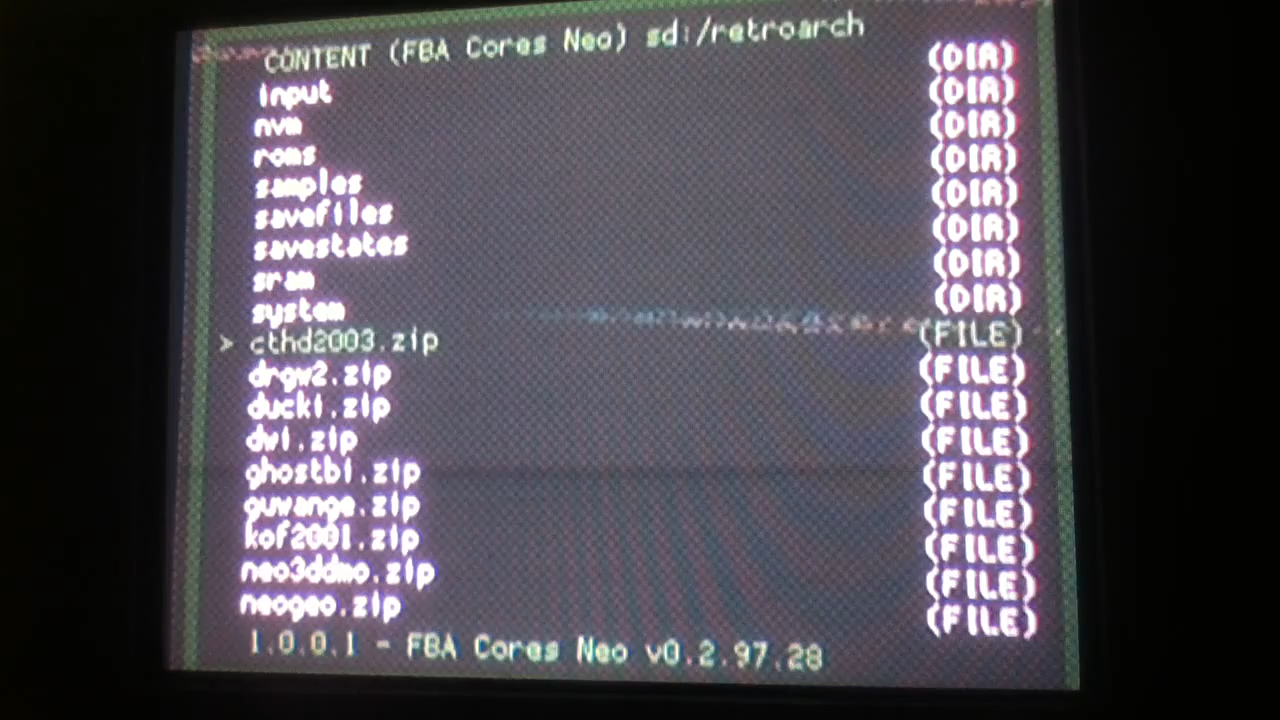 CONTENT (FBA Cores Neo) sd:/retroarch
(DIR)
input (DIR)
nvm (DIR)
roms (DIR)
samples (DIR)
savefiles (DIR)
savestates (DIR)
sram (DIR)
system
> cthd2003.zip (FILE)
drgw2.zip (FILE)
ducki.zip (FILE)
dwi.zip (FILE)
ghostbi.zip (FILE)
guwange.zip (FILE)
kof2001.zip (FILE)
neo3ddmo.zip (FILE)
neogeo.zip (FILE)
1.0.0.1 - FBA Cores Neo v0.2.97.28